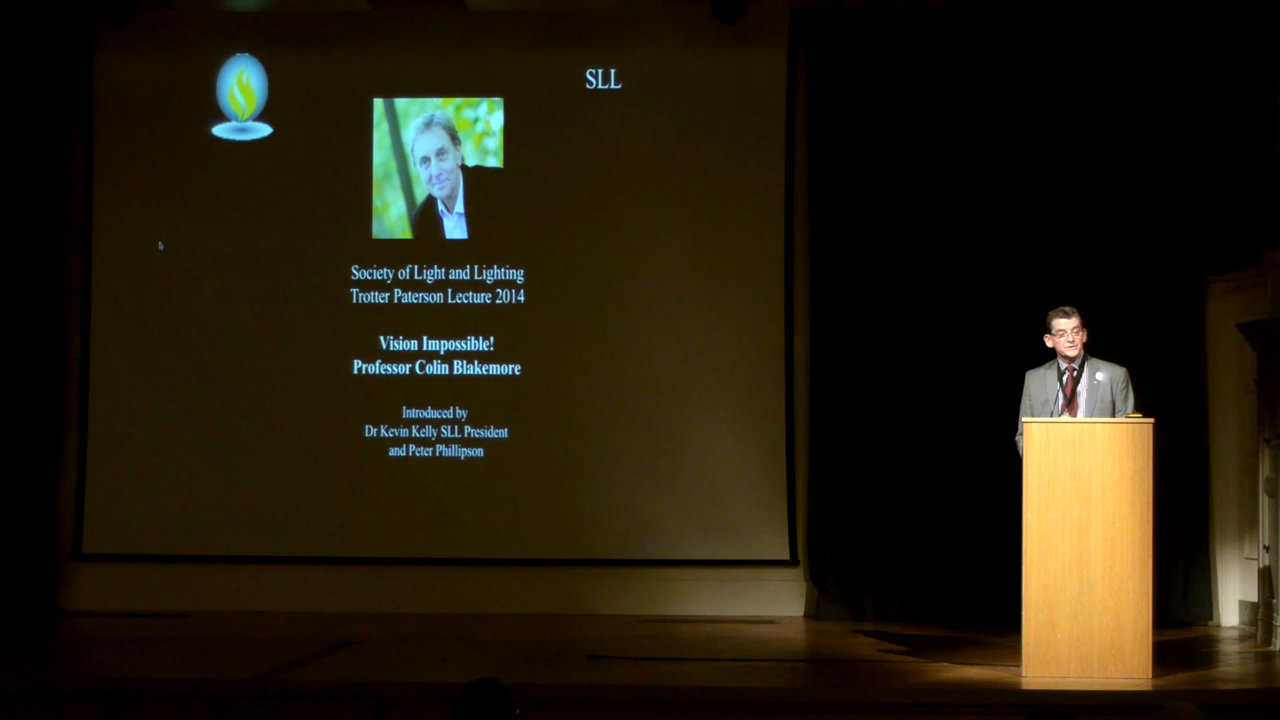 SLL
Society of Light and Lighting
Trotter Paterson Lecture 2014
Vision Impossible!
Professor Colin Blakemore
Introduced by
Dr Kevin Kelly SLL President
and Peter Phillipson